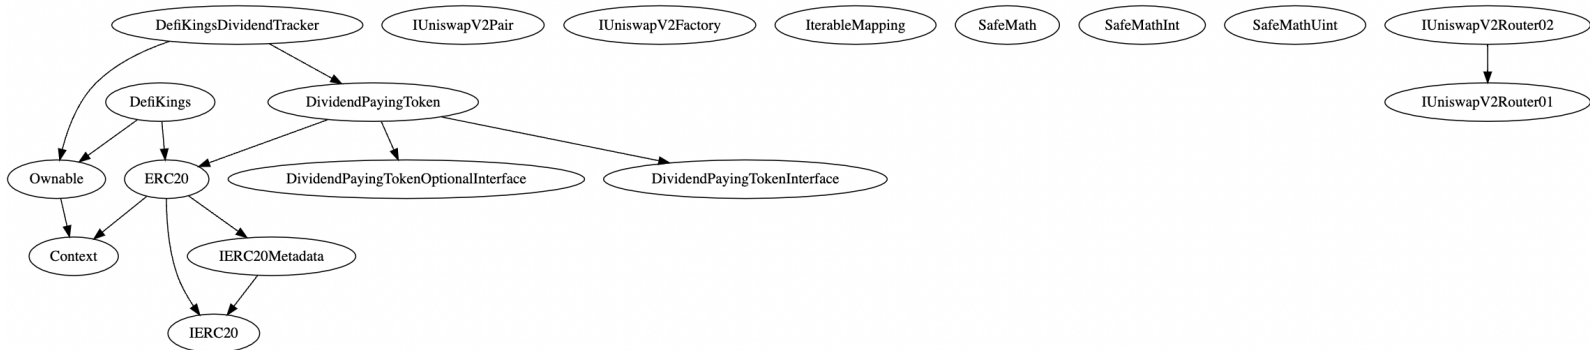 DefiKingsDividendTracker
IUniswapV2Pair
IUniswapV2Factory
IterableMapping
SafeMath
SafeMathInt
SafeMathUint
IUniswapV2Router02
DefiKings
DividendPayingToken
IUniswapV2Router01
Ownable
ERC20
DividendPayingTokenOptionalInterface
DividendPayingTokenInterface
Context
IERC20Metadata
IERC20